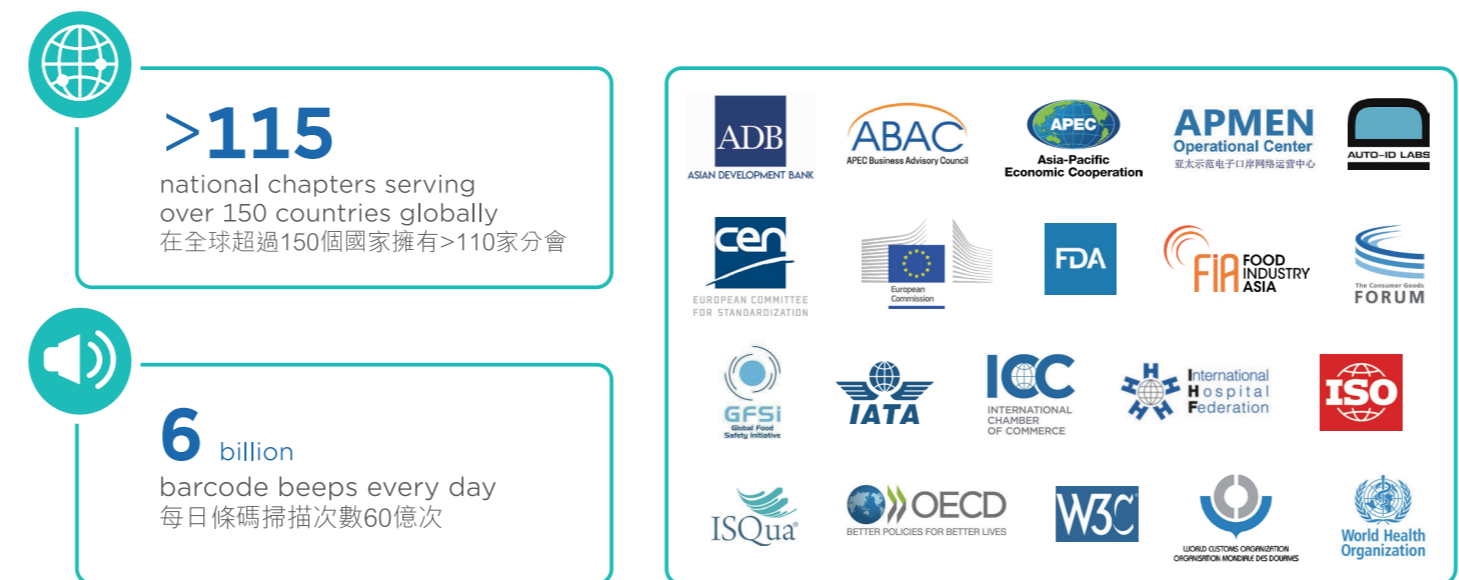 >115
national chapters serving
over 150 countries globally
在全球超過150個國家擁有>110家分會
6 billion
barcode beeps every day
每日條碼掃描次數60億次
ADB
ASIAN DEVELOPMENT BANK
ABAC
APEC Business Advisory Council
APEC
Asia-Pacific
Economic Cooperation
APMEN
Operational Center
亚太示范电子口岸网络运营中心
AUTO-ID LABS
cen
EUROPEAN COMMITTEE
FOR STANDARDIZATION
European
Commission
FDA
FiA FOOD
INDUSTRY
ASIA
The Consumer Goods
FORUM
GFSi
Global Food
Safety Initiative
IATA
ICC
INTERNATIONAL
CHAMBER
OF COMMERCE
H H H H H H
International
Hospital
Federation
ISO
ISQua
OECD
BETTER POLICIES FOR BETTER LIVES
W3C
WORLD CUSTOMS ORGANIZATION
ORGANISATION MONDIALE DES DOUANES
World Health
Organization